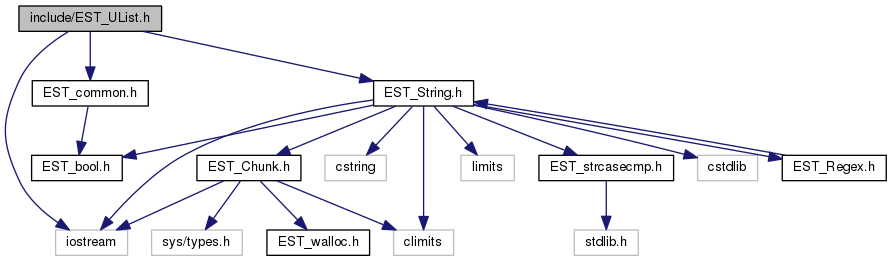 include/EST_UList.h
EST_common.h
EST_String.h
EST_bool.h
EST_Chunk.h
cstring
limits
EST_strcasecmp.h
cstdlib
EST_Regex.h
iostream
sys/types.h
EST_walloc.h
climits
stdlib.h